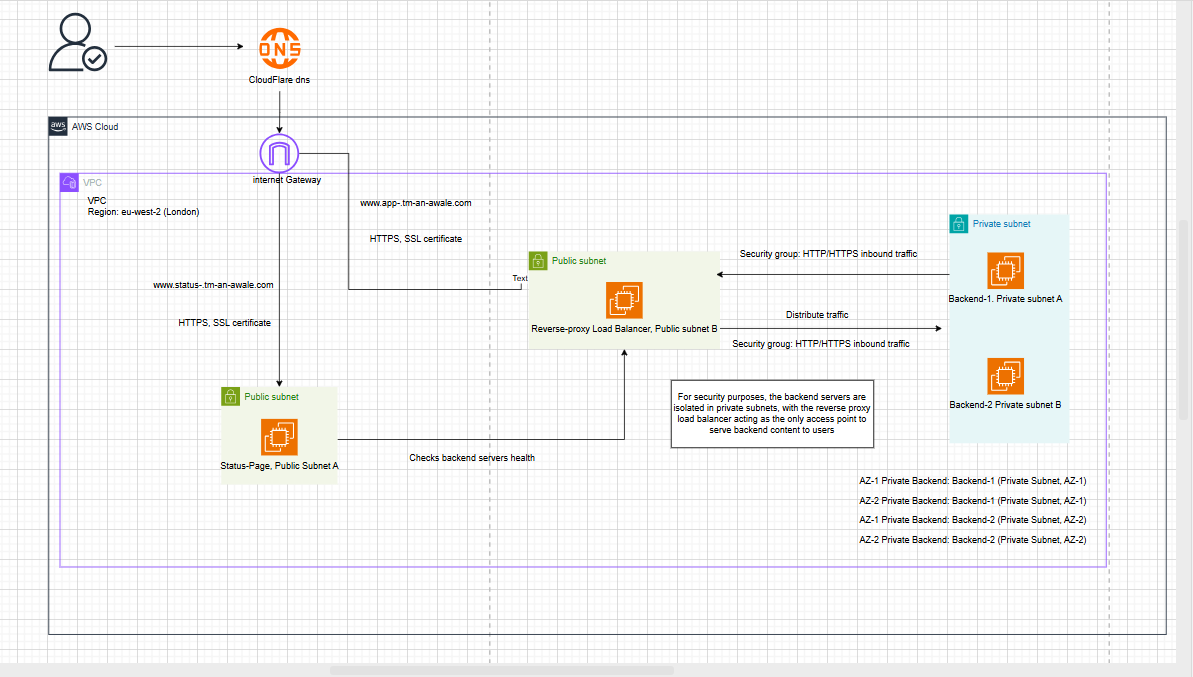 DNS
CloudFlare dns
aws
AWS Cloud
internet Gateway
VPC
VPC
Region: eu-west-2 (London)
www.app-.tm-an-awale.com
HTTPS, SSL certificate
Text
Public subnet
Reverse-proxy Load Balancer, Public subnet B
Security group: HTTP/HTTPS inbound traffic
Private subnet
Backend-1. Private subnet A
Distribute traffic
Security group: HTTP/HTTPS inbound traffic
Backend-2 Private subnet B
www.status-.tm-an-awale.com
HTTPS, SSL certificate
Public subnet
Status-Page, Public Subnet A
Checks backend servers health
For security purposes, the backend servers are
isolated in private subnets, with the reverse proxy
load balancer acting as the only access point to
serve backend content to users
AZ-1 Private Backend: Backend-1 (Private Subnet, AZ-1)
AZ-2 Private Backend: Backend-1 (Private Subnet, AZ-1)
AZ-1 Private Backend: Backend-2 (Private Subnet, AZ-2)
AZ-2 Private Backend: Backend-2 (Private Subnet, AZ-2)